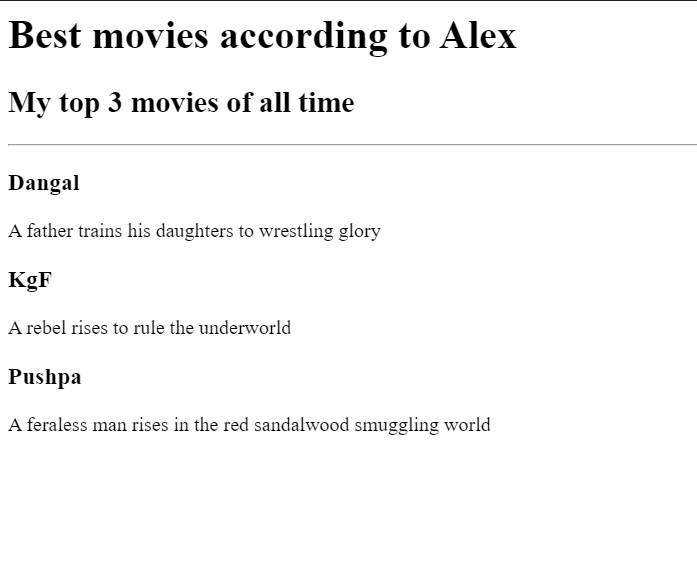 Best movies according to Alex
My top 3 movies of all time
Dangal
A father trains his daughters to wrestling glory
KgF
A rebel rises to rule the underworld
Pushpa
A feraless man rises in the red sandalwood smuggling world